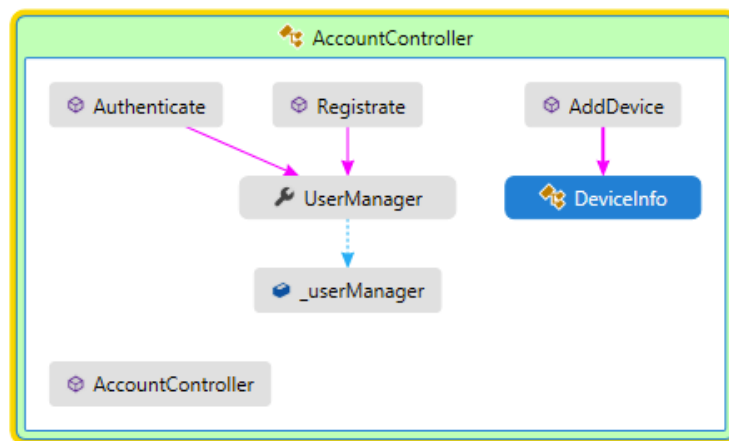 AccountController
Authenticate
Registrate
AddDevice
UserManager
DeviceInfo
_userManager
AccountController